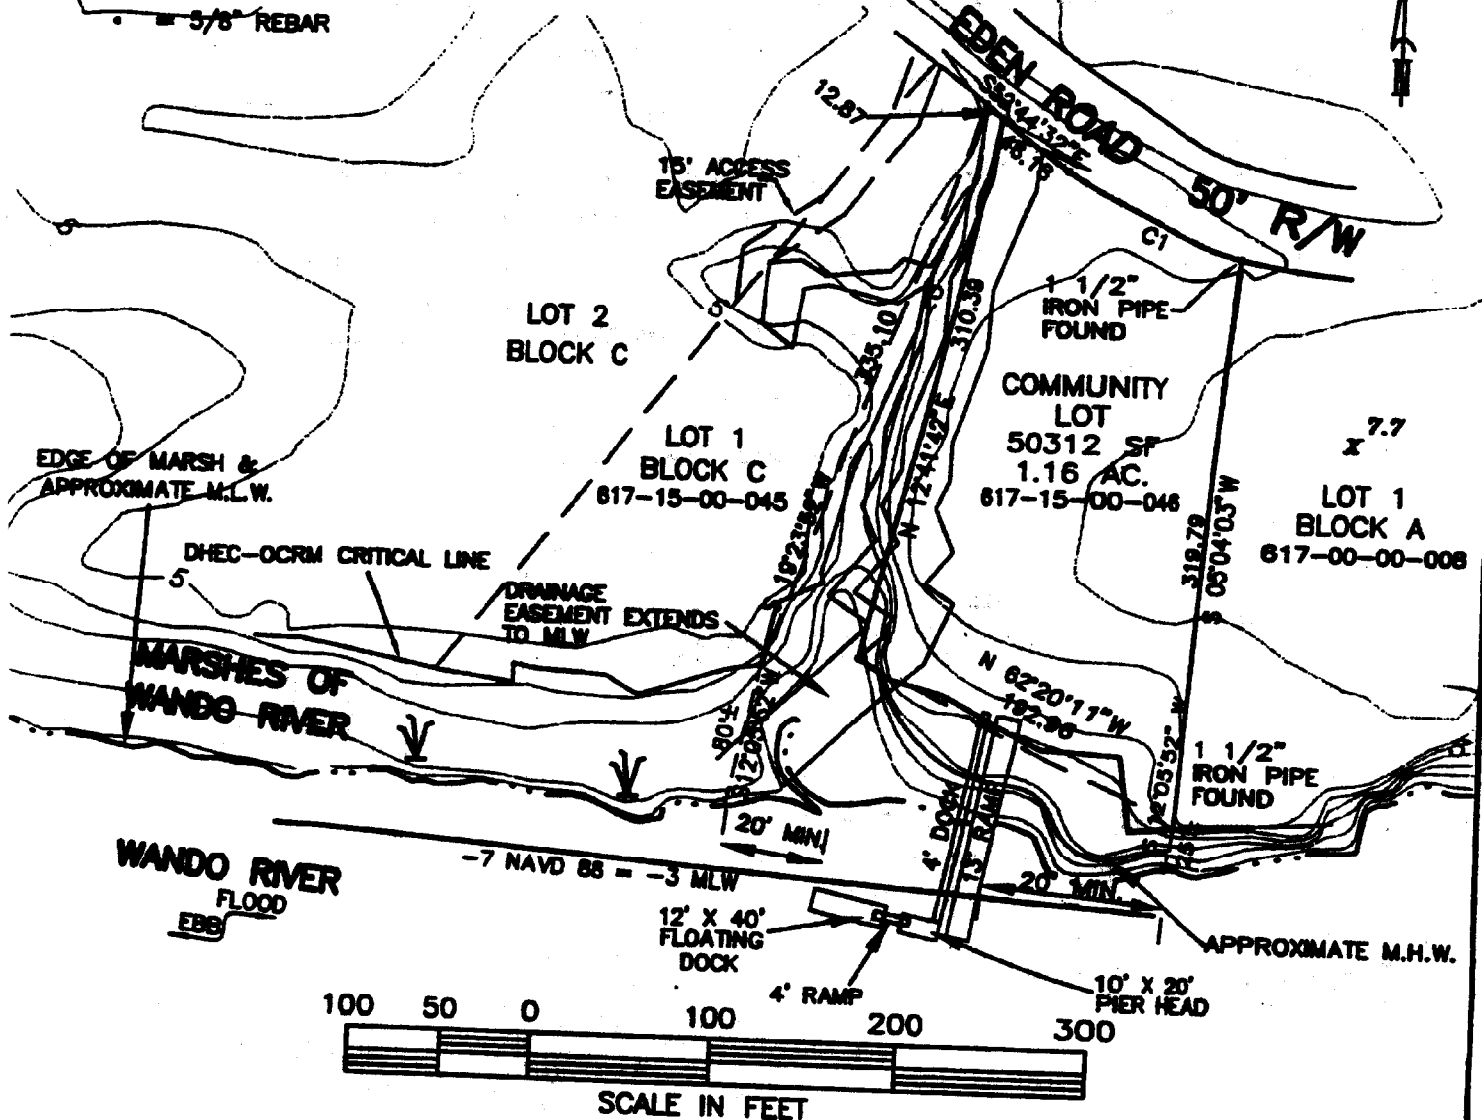 • = 5/8" REBAR
EDEN ROAD 50' R/W
N
S52°44'32"E
48.78
12.87
15' ACCESS
EASEMENT
C1
1 1/2"
IRON PIPE
FOUND
LOT 2
BLOCK C
335.10
310.39
COMMUNITY
LOT
50312 SF
1.16 AC.
617-15-00-046
N 12°41'42"E
x 7.7
LOT 1
BLOCK C
617-15-00-045
LOT 1
BLOCK A
617-00-00-008
319.79
S 05°04'03"W
EDGE OF MARSH &
APPROXIMATE M.L.W.
DHEC-OCRM CRITICAL LINE
5
DRAINAGE
EASEMENT EXTENDS
TO MLW
MARSHES OF
WANDO RIVER
80'±
N 62°20'17"W
192.96
1 1/2"
IRON PIPE
FOUND
20' MIN.
4' DOCK
13' RAMP
20' MIN.
-7 NAVD 88 = -3 MLW
WANDO RIVER
FLOOD
EBB
12' X 40'
FLOATING
DOCK
4' RAMP
10' X 20'
PIER HEAD
APPROXIMATE M.H.W.
100 50 0 100 200 300
SCALE IN FEET